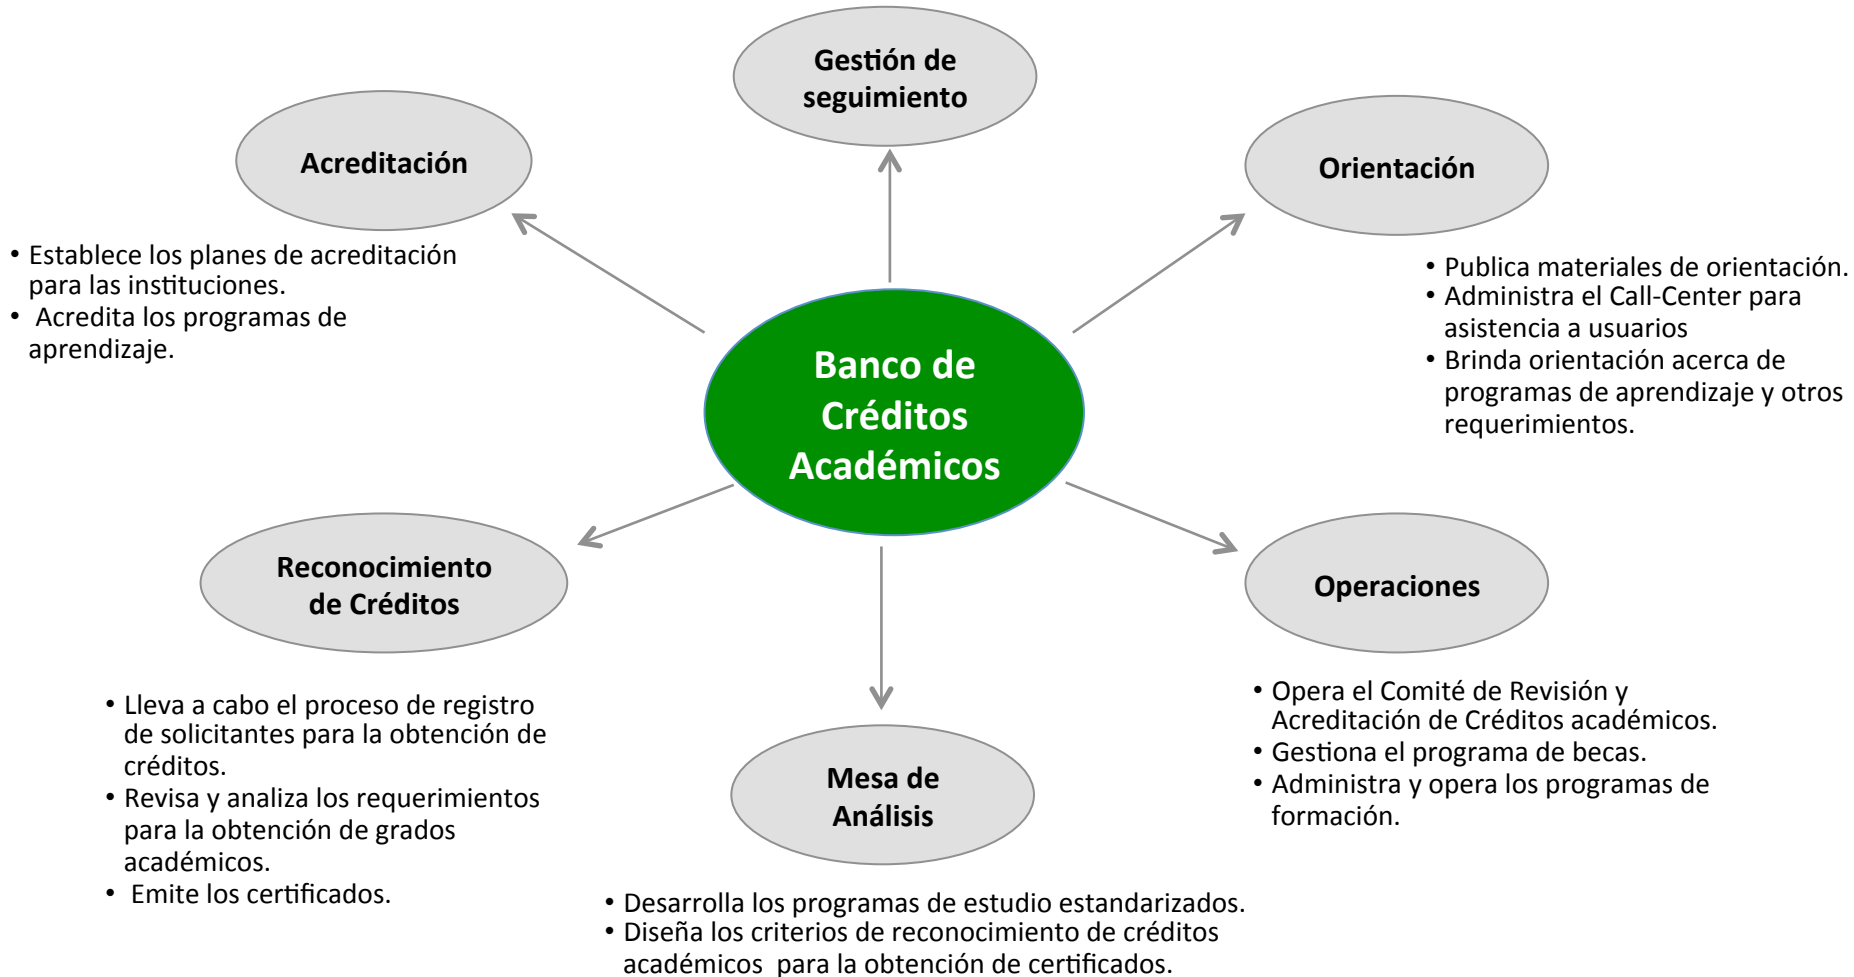 Gestión de
seguimiento
Acreditación
Orientación
• Establece los planes de acreditación
para las instituciones.
• Acredita los programas de
aprendizaje.
• Publica materiales de orientación.
• Administra el Call-Center para
asistencia a usuarios
• Brinda orientación acerca de
programas de aprendizaje y otros
requerimientos.
Banco de
Créditos
Académicos
Reconocimiento
de Créditos
Operaciones
• Lleva a cabo el proceso de registro
de solicitantes para la obtención de
créditos.
• Revisa y analiza los requerimientos
para la obtención de grados
académicos.
• Emite los certificados.
Mesa de
Análisis
• Opera el Comité de Revisión y
Acreditación de Créditos académicos.
• Gestiona el programa de becas.
• Administra y opera los programas de
formación.
• Desarrolla los programas de estudio estandarizados.
• Diseña los criterios de reconocimiento de créditos
académicos para la obtención de certificados.